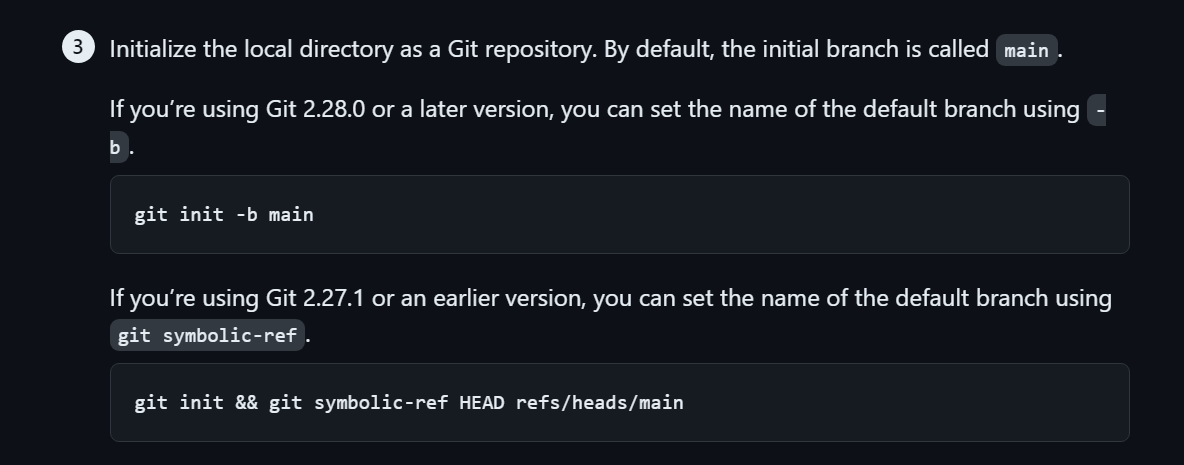 3 Initialize the local directory as a Git repository. By default, the initial branch is called main.
If you’re using Git 2.28.0 or a later version, you can set the name of the default branch using -
b.
git init -b main
If you’re using Git 2.27.1 or an earlier version, you can set the name of the default branch using
git symbolic-ref.
git init && git symbolic-ref HEAD refs/heads/main